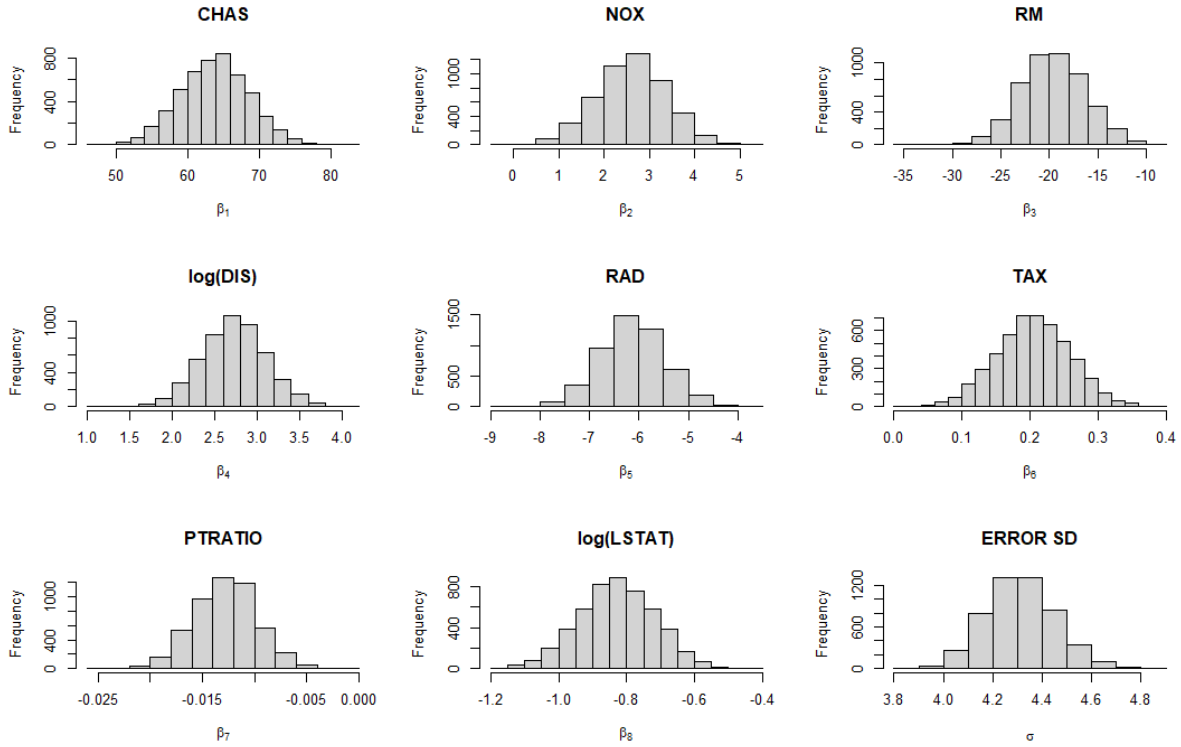 CHAS
Frequency
0 400 800
50 60 70 80
β1
NOX
Frequency
0 400 1000
0 1 2 3 4 5
β2
RM
Frequency
0 400 1000
-35 -30 -25 -20 -15 -10
β3
log(DIS)
Frequency
0 400 1000
1.0 1.5 2.0 2.5 3.0 3.5 4.0
β4
RAD
Frequency
0 500 1500
-9 -8 -7 -6 -5 -4
β5
TAX
Frequency
0 300 600
0.0 0.1 0.2 0.3 0.4
β6
PTRATIO
Frequency
0 400 1000
-0.025 -0.015 -0.005 0.000
β7
log(LSTAT)
Frequency
0 400 800
-1.2 -1.0 -0.8 -0.6 -0.4
β8
ERROR SD
Frequency
0 600 1200
3.8 4.0 4.2 4.4 4.6 4.8
σ